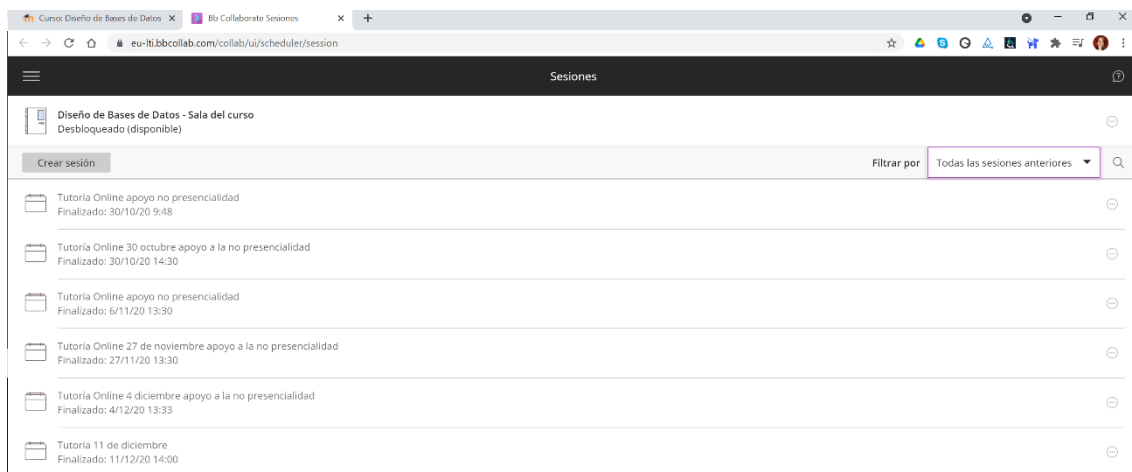 Curso: Diseño de Bases de Datos
Bb Collaborate Sesiones
eu-lti.bbcollab.com/collab/ui/scheduler/session
Sesiones
Diseño de Bases de Datos - Sala del curso
Desbloqueado (disponible)
Crear sesión
Filtrar por
Todas las sesiones anteriores
Tutoría Online apoyo no presencialidad
Finalizado: 30/10/20 9:48
Tutoría Online 30 octubre apoyo a la no presencialidad
Finalizado: 30/10/20 14:30
Tutoría Online apoyo no presencialidad
Finalizado: 6/11/20 13:30
Tutoría Online 27 de noviembre apoyo a la no presencialidad
Finalizado: 27/11/20 13:30
Tutoría Online 4 diciembre apoyo a la no presencialidad
Finalizado: 4/12/20 13:33
Tutoría 11 de diciembre
Finalizado: 11/12/20 14:00